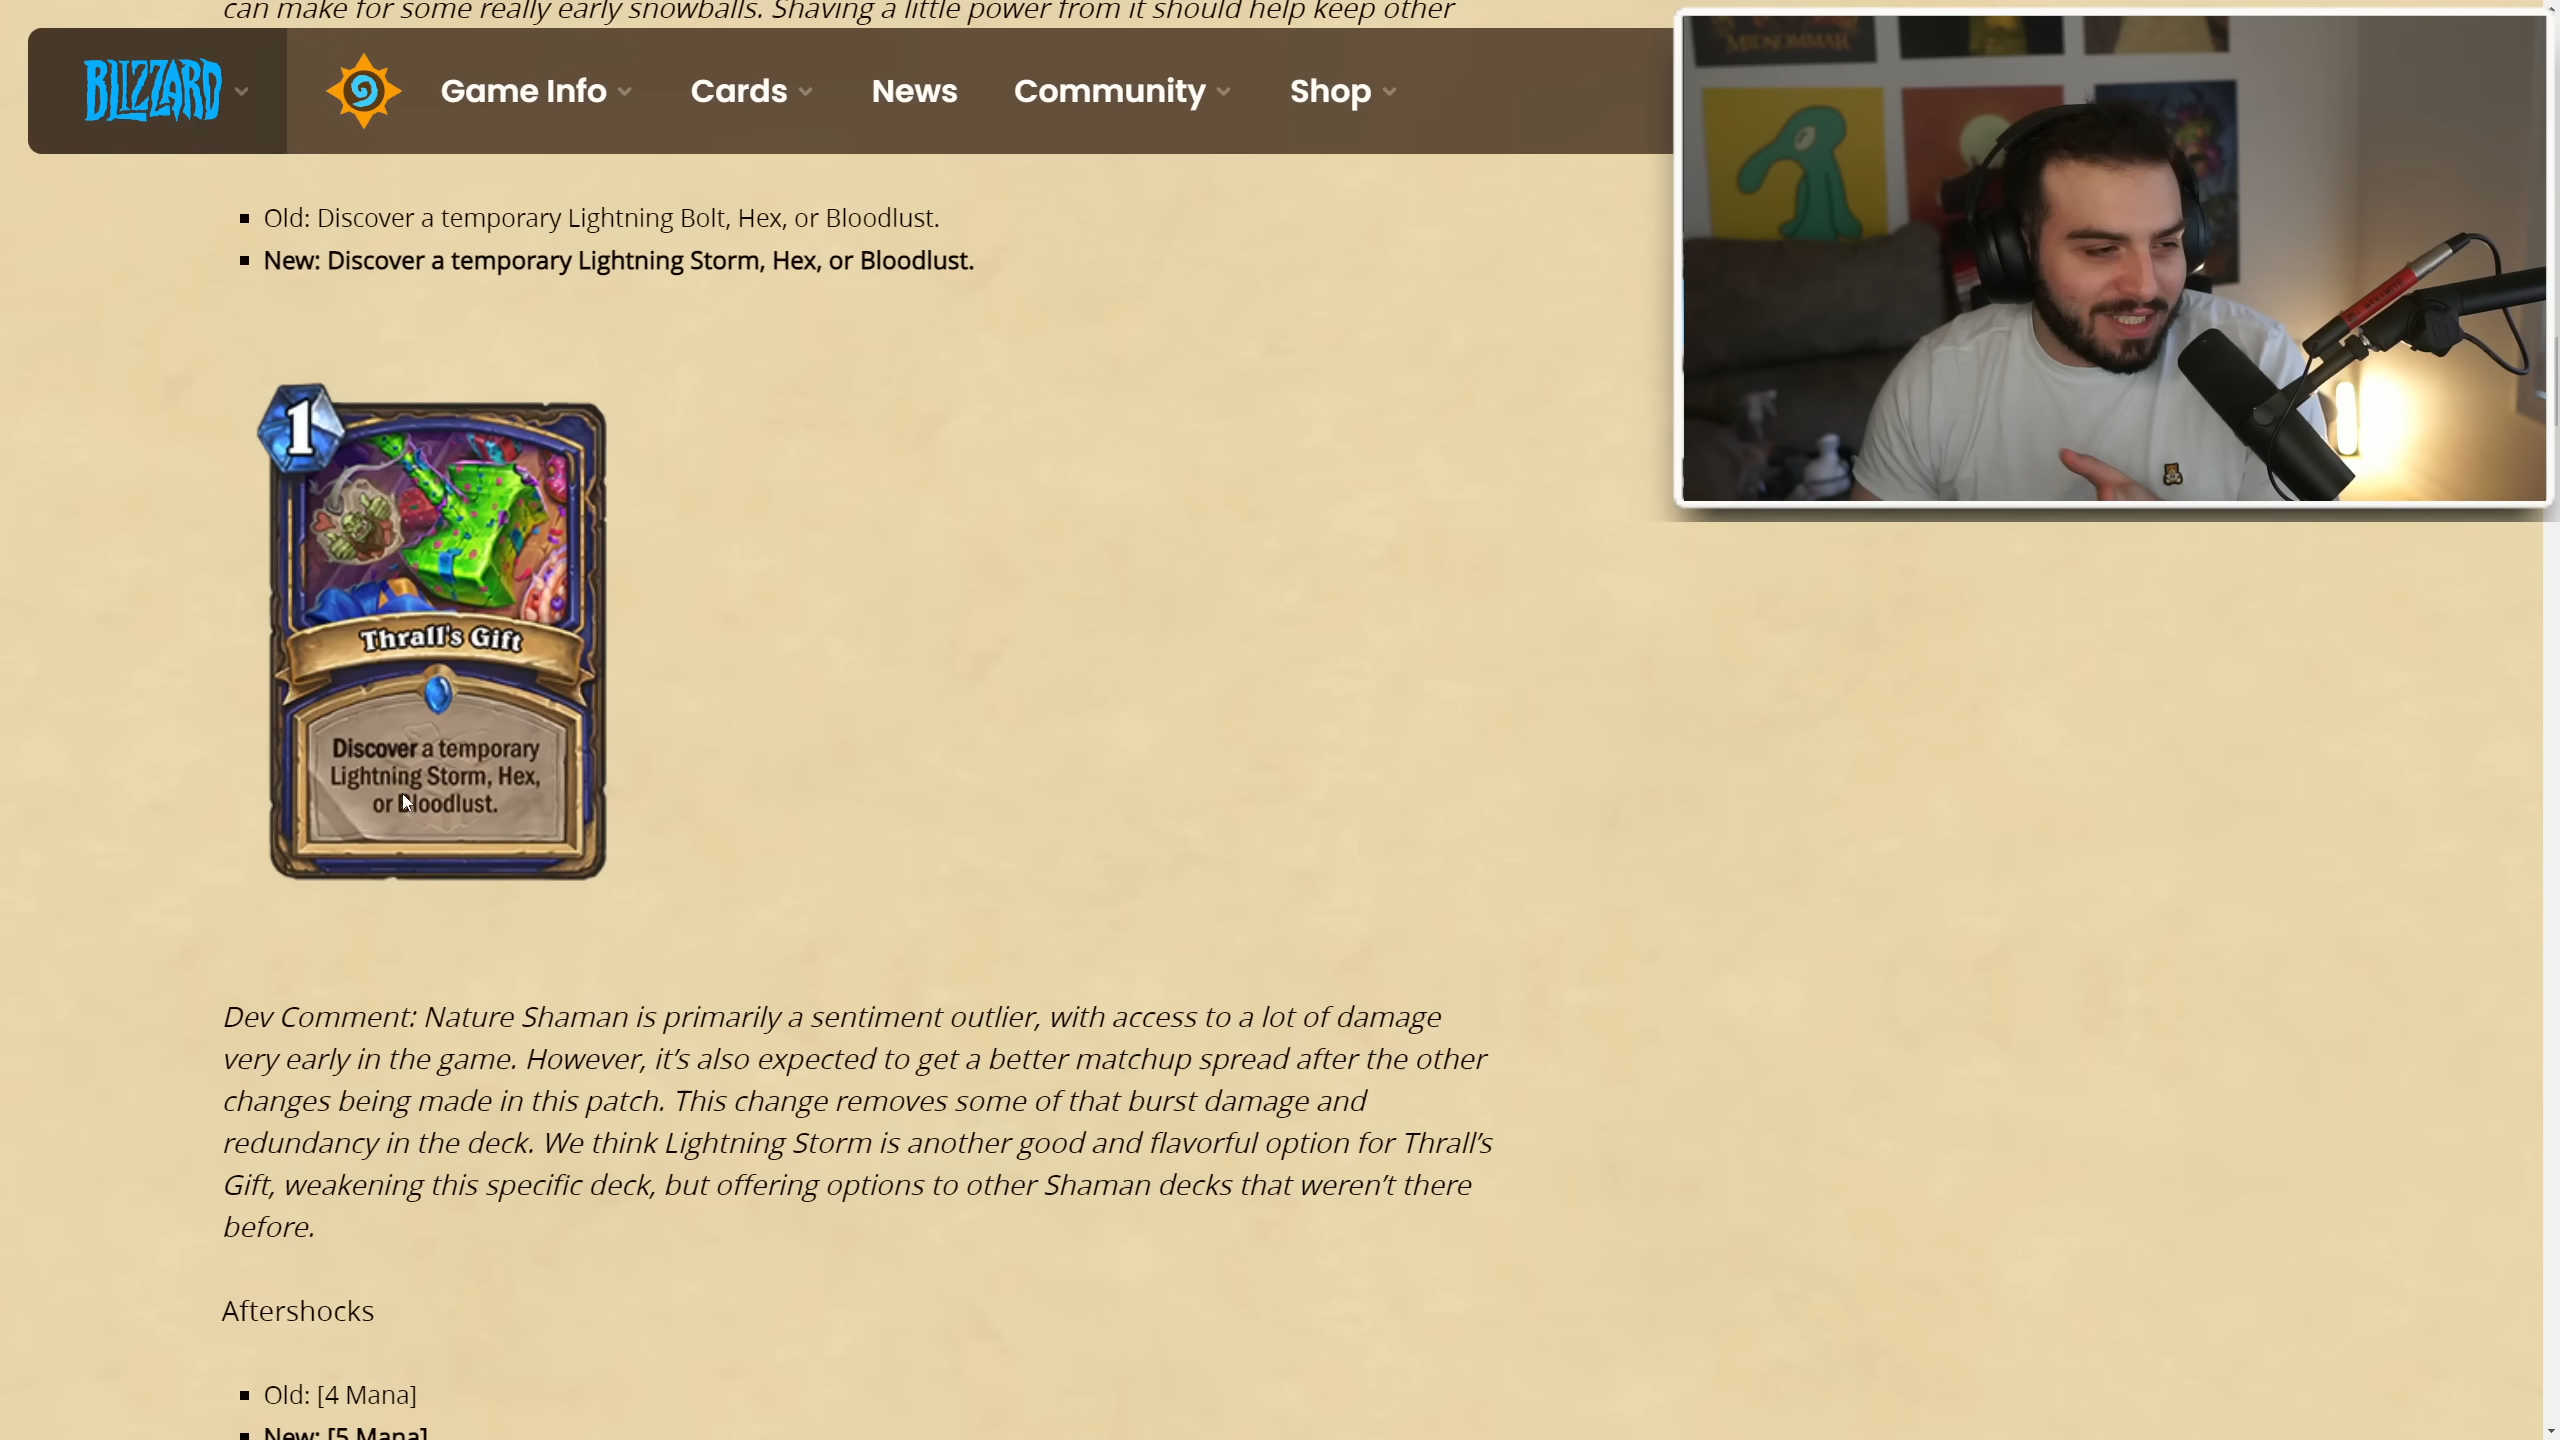 can make for some really early snowballs. Shaving a little power from it should help keep other
BLIZZARD
Game Info
Cards
News
Community
Shop
MIDSOMMAR
Old: Discover a temporary Lightning Bolt, Hex, or Bloodlust.
New: Discover a temporary Lightning Storm, Hex, or Bloodlust.
1
Thrall's Gift
Discover a temporary
Lightning Storm, Hex,
or Bloodlust.
Dev Comment: Nature Shaman is primarily a sentiment outlier, with access to a lot of damage
very early in the game. However, it’s also expected to get a better matchup spread after the other
changes being made in this patch. This change removes some of that burst damage and
redundancy in the deck. We think Lightning Storm is another good and flavorful option for Thrall’s
Gift, weakening this specific deck, but offering options to other Shaman decks that weren’t there
before.
Aftershocks
Old: [4 Mana]
New: [5 Mana]